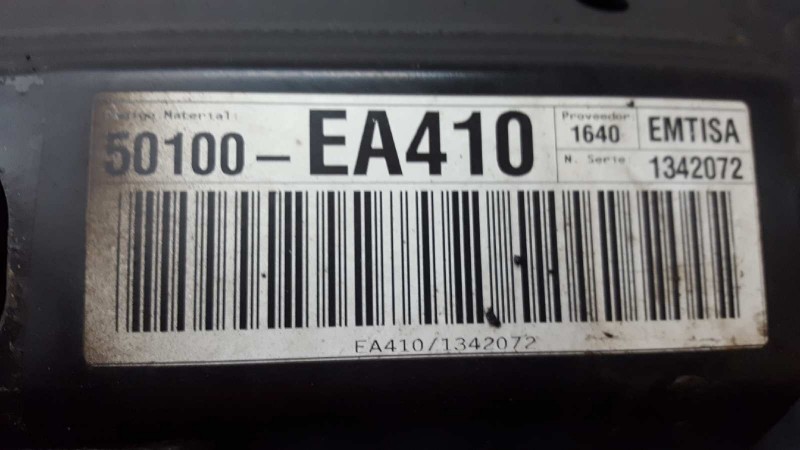 Material:
50100-EA410
Proveedor
1640 EMTISA
N. Serie
1342072
EA410/1342072